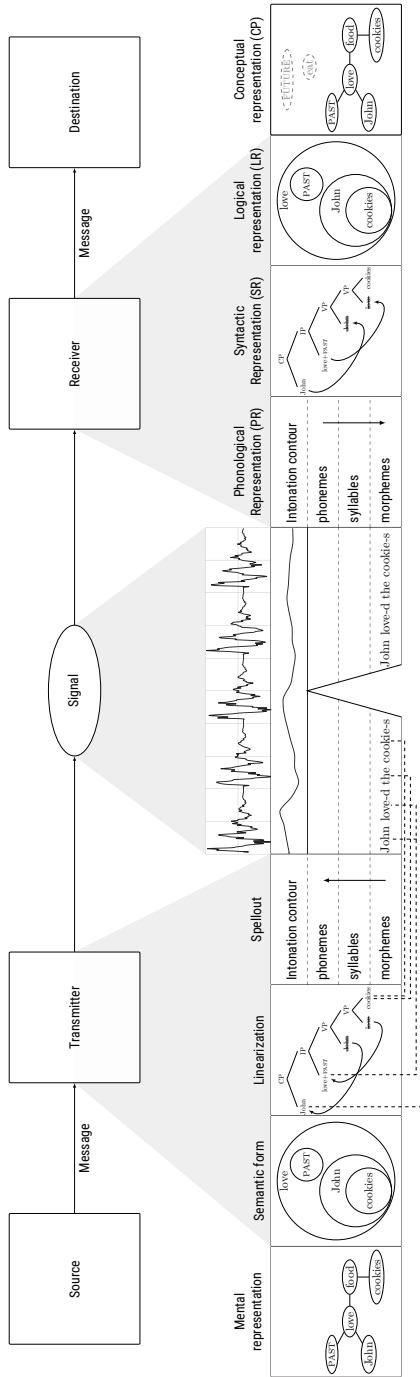 Source
Message
Transmitter
Signal
Receiver
Message
Destination
Mental
representation
Semantic form
Linearization
Spellout
Phonological
Representation (PR)
Syntactic
Representation (SR)
Logical
representation (LR)
Conceptual
representation (CP)
PAST
John
love
food
cookies
love
PAST
John
cookies
CP
John
IP
love+PAST
VP
John
VP
cookies
Intonation contour
phonemes
syllables
morphemes
John love-d the cookie-s
John love-d the cookie-s
Intonation contour
phonemes
syllables
morphemes
CP
John
IP
love+PAST
VP
John
VP
cookies
love
PAST
John
cookies
FUTURE
eat
PAST
John
love
food
cookies